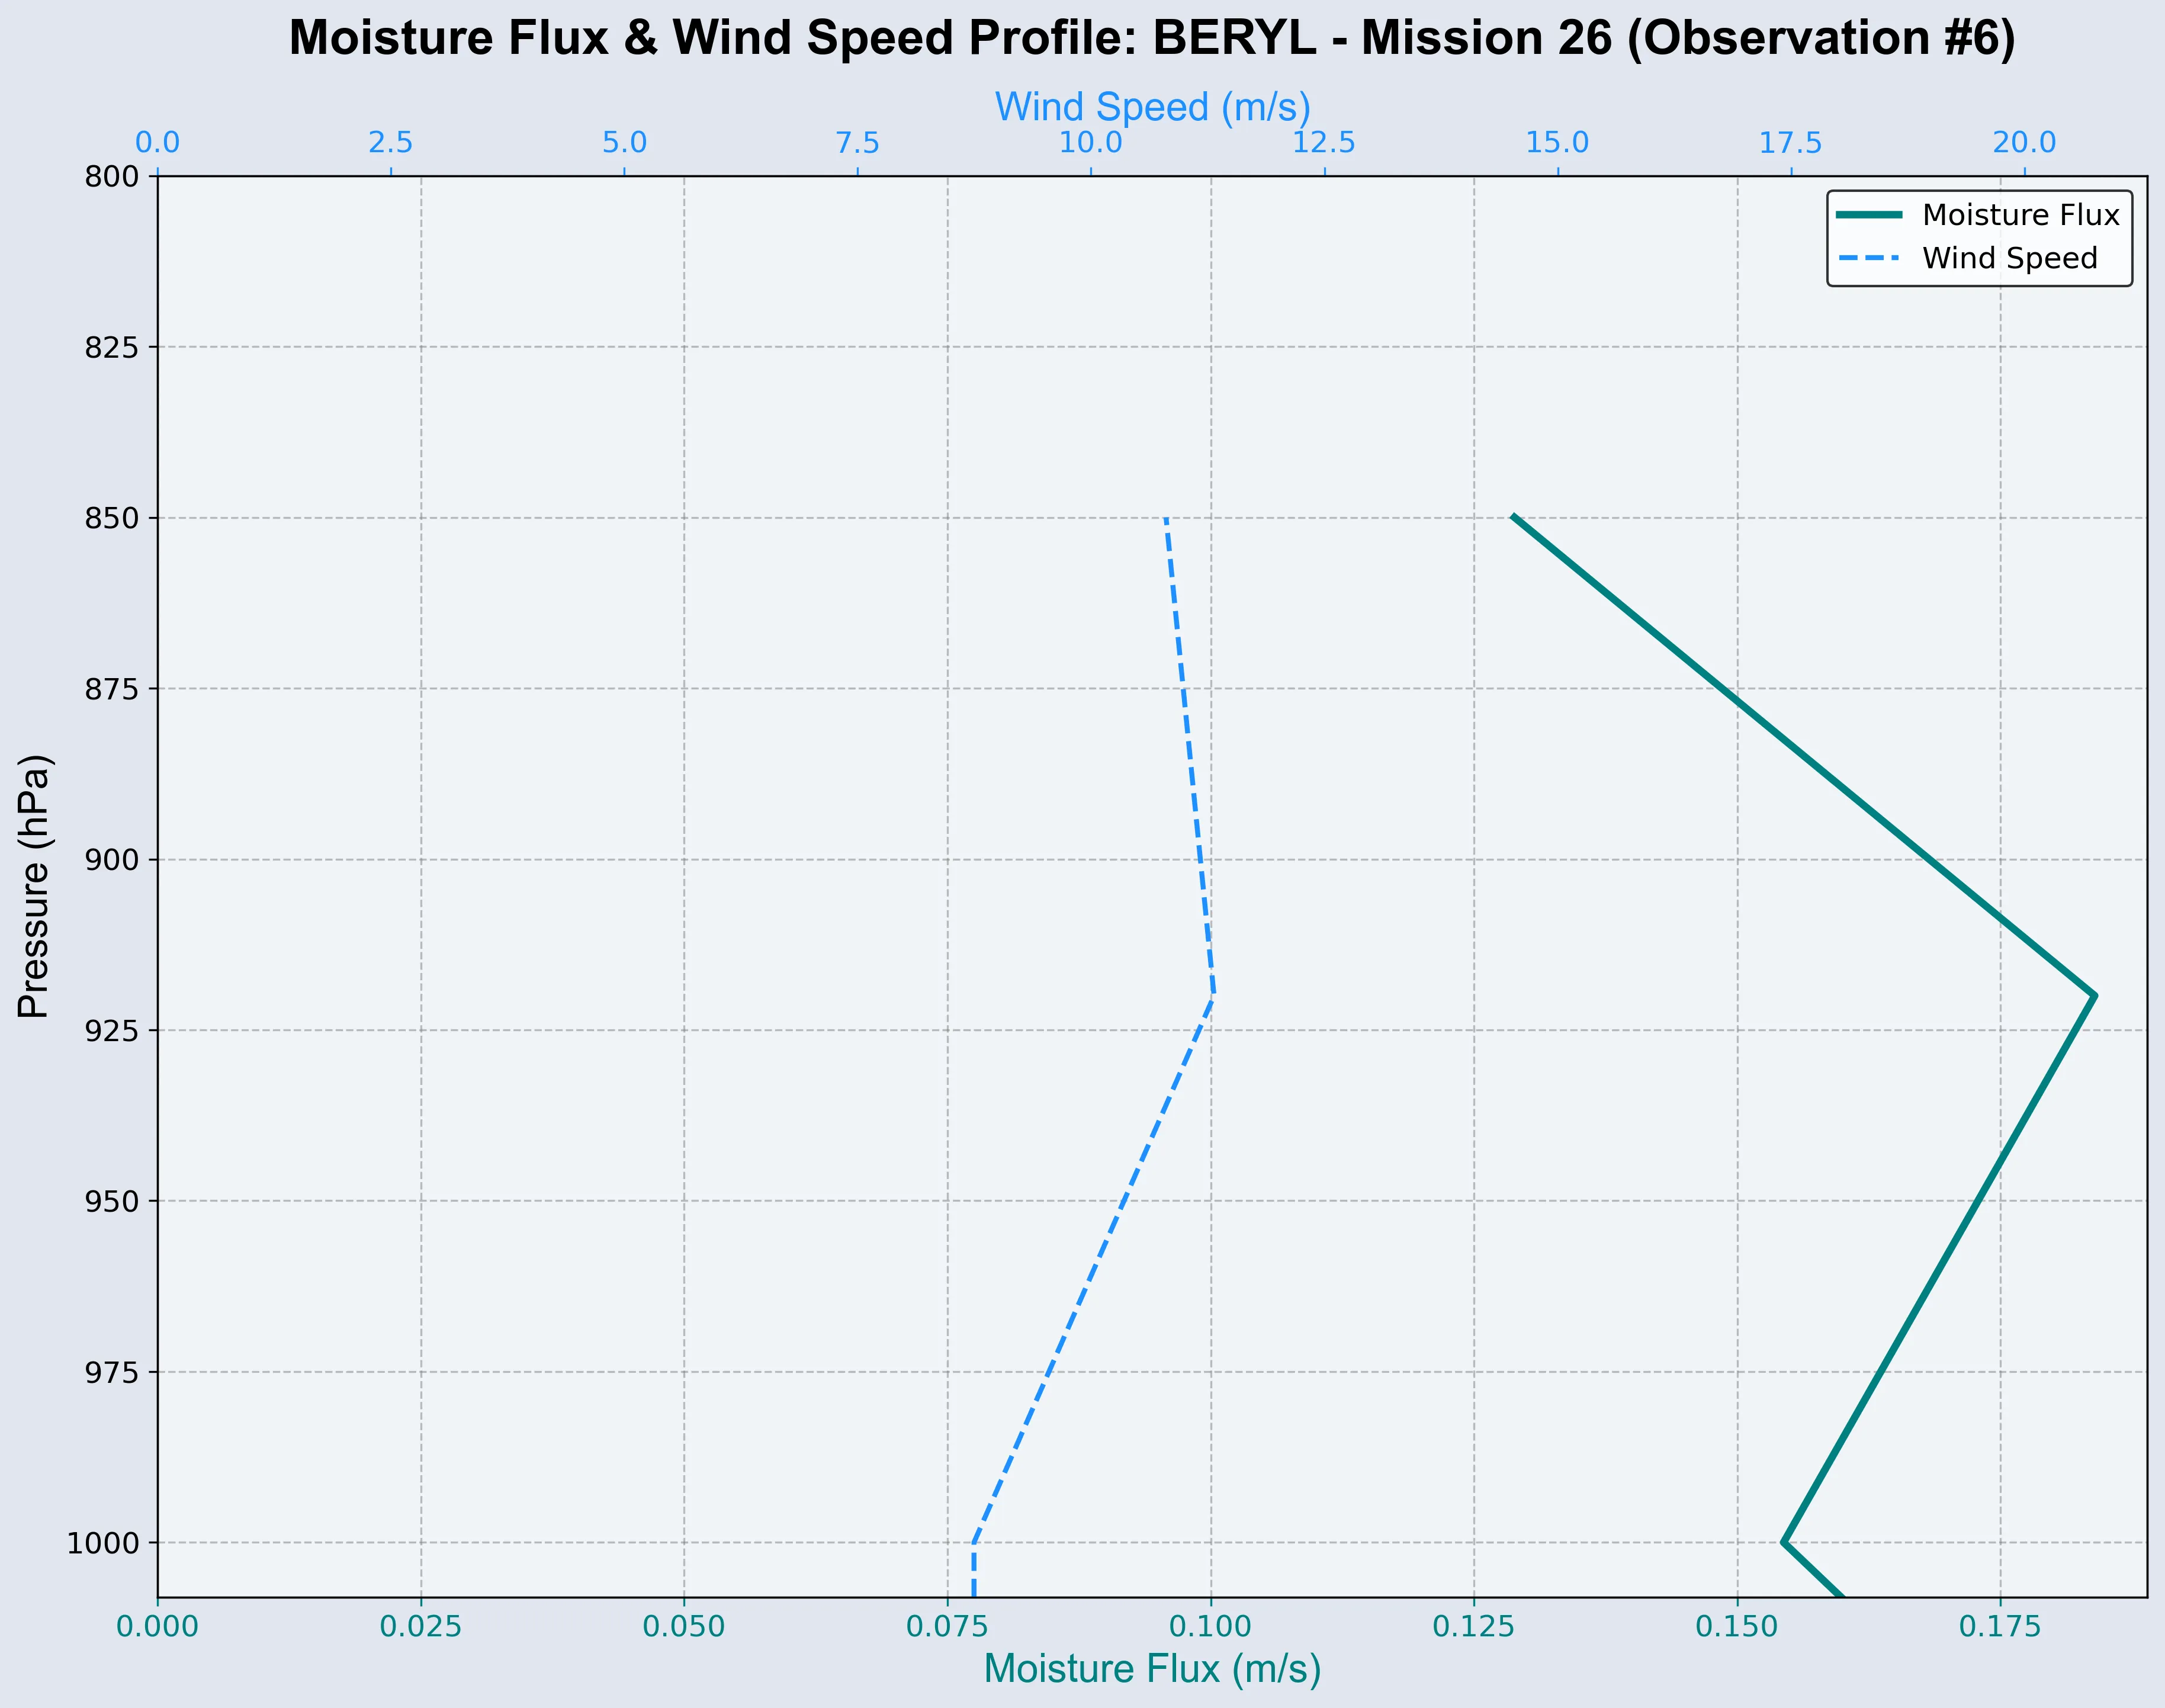 Moisture Flux & Wind Speed Profile: BERYL - Mission 26 (Observation #6)
Wind Speed (m/s)
0.0 2.5 5.0 7.5 10.0 12.5 15.0 17.5 20.0
Moisture Flux
Wind Speed
Pressure (hPa)
800
825
850
875
900
925
950
975
1000
0.000 0.025 0.050 0.075 0.100 0.125 0.150 0.175
Moisture Flux (m/s)